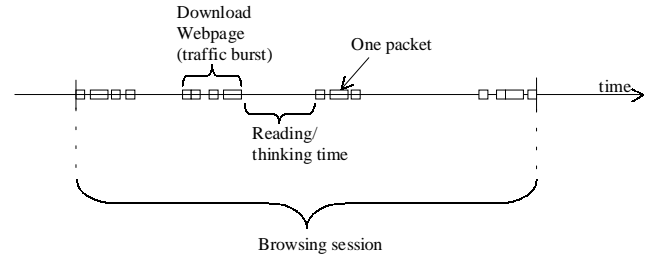 Download
Webpage
(traffic burst)
One packet
time
Reading/
thinking time
Browsing session